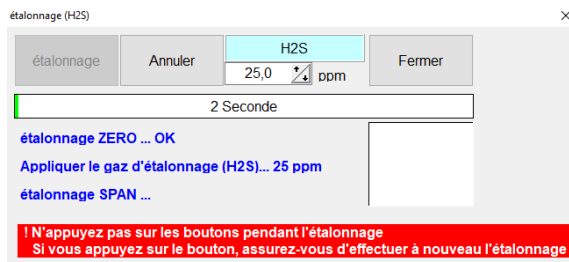 étalonnage (H2S)
étalonnage
Annuler
H2S
25,0
ppm
Fermer
2 Seconde
étalonnage ZERO ... OK
Appliquer le gaz d'étalonnage (H2S)... 25 ppm
étalonnage SPAN ...
! N'appuyez pas sur les boutons pendant l'étalonnage
Si vous appuyez sur le bouton, assurez-vous d'effectuer à nouveau l'étalonnage